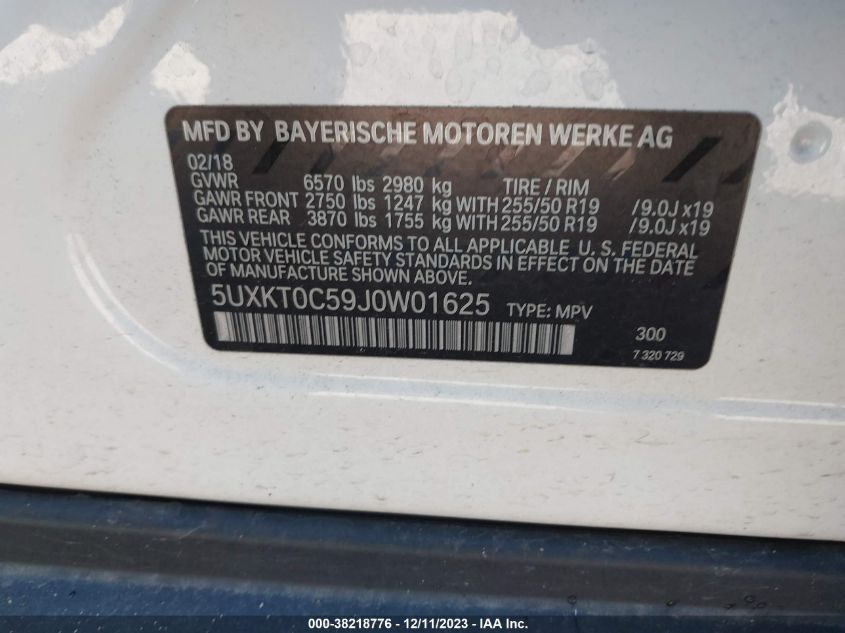 MFD BY BAYERISCHE MOTOREN WERKE AG
02/18
GVWR 6570 lbs 2980 kg TIRE / RIM
GAWR FRONT 2750 lbs 1247 kg WITH 255/50 R19 /9.0J x19
GAWR REAR 3870 lbs 1755 kg WITH 255/50 R19 /9.0J x19
THIS VEHICLE CONFORMS TO ALL APPLICABLE U. S. FEDERAL
MOTOR VEHICLE SAFETY STANDARDS IN EFFECT ON THE DATE
OF MANUFACTURE SHOWN ABOVE.
5UXKT0C59J0W01625 TYPE: MPV
300
7 320 729
000-38218776 - 12/11/2023 - IAA Inc.